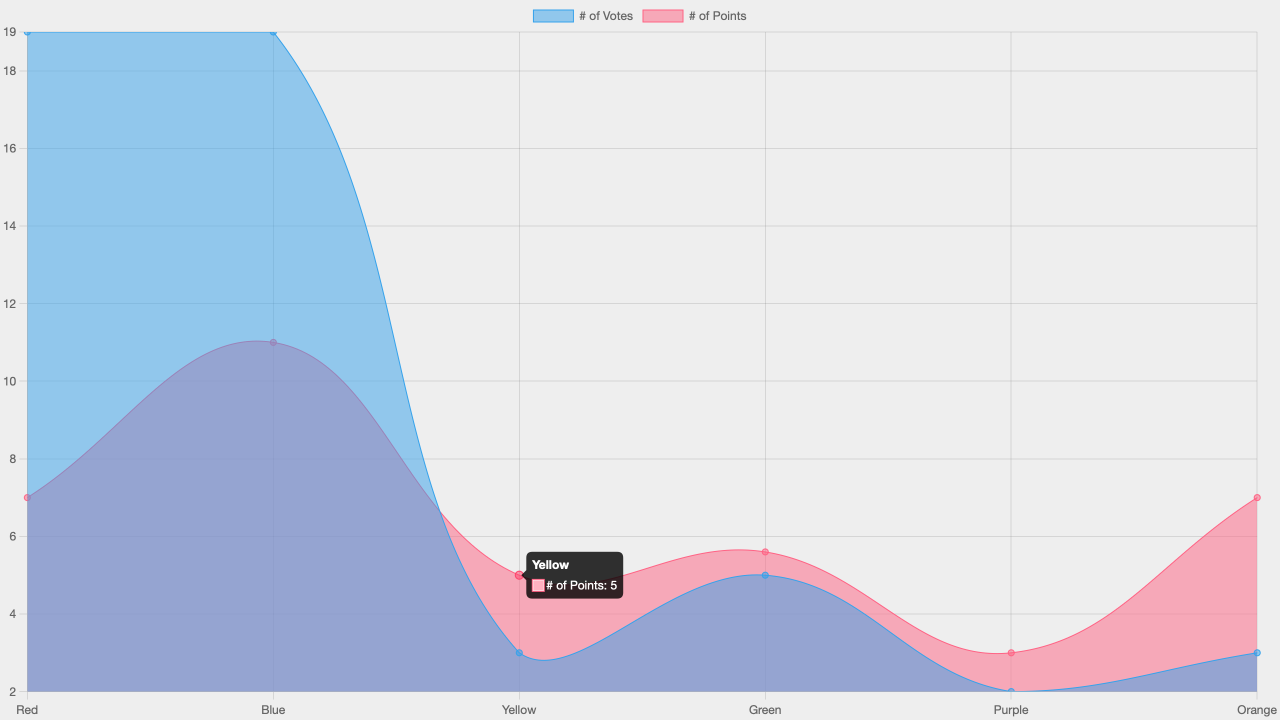 # of Votes # of Points
19
18
16
14
12
10
8
6
Yellow
# of Points: 5
4
2
Red Blue Yellow Green Purple Orange